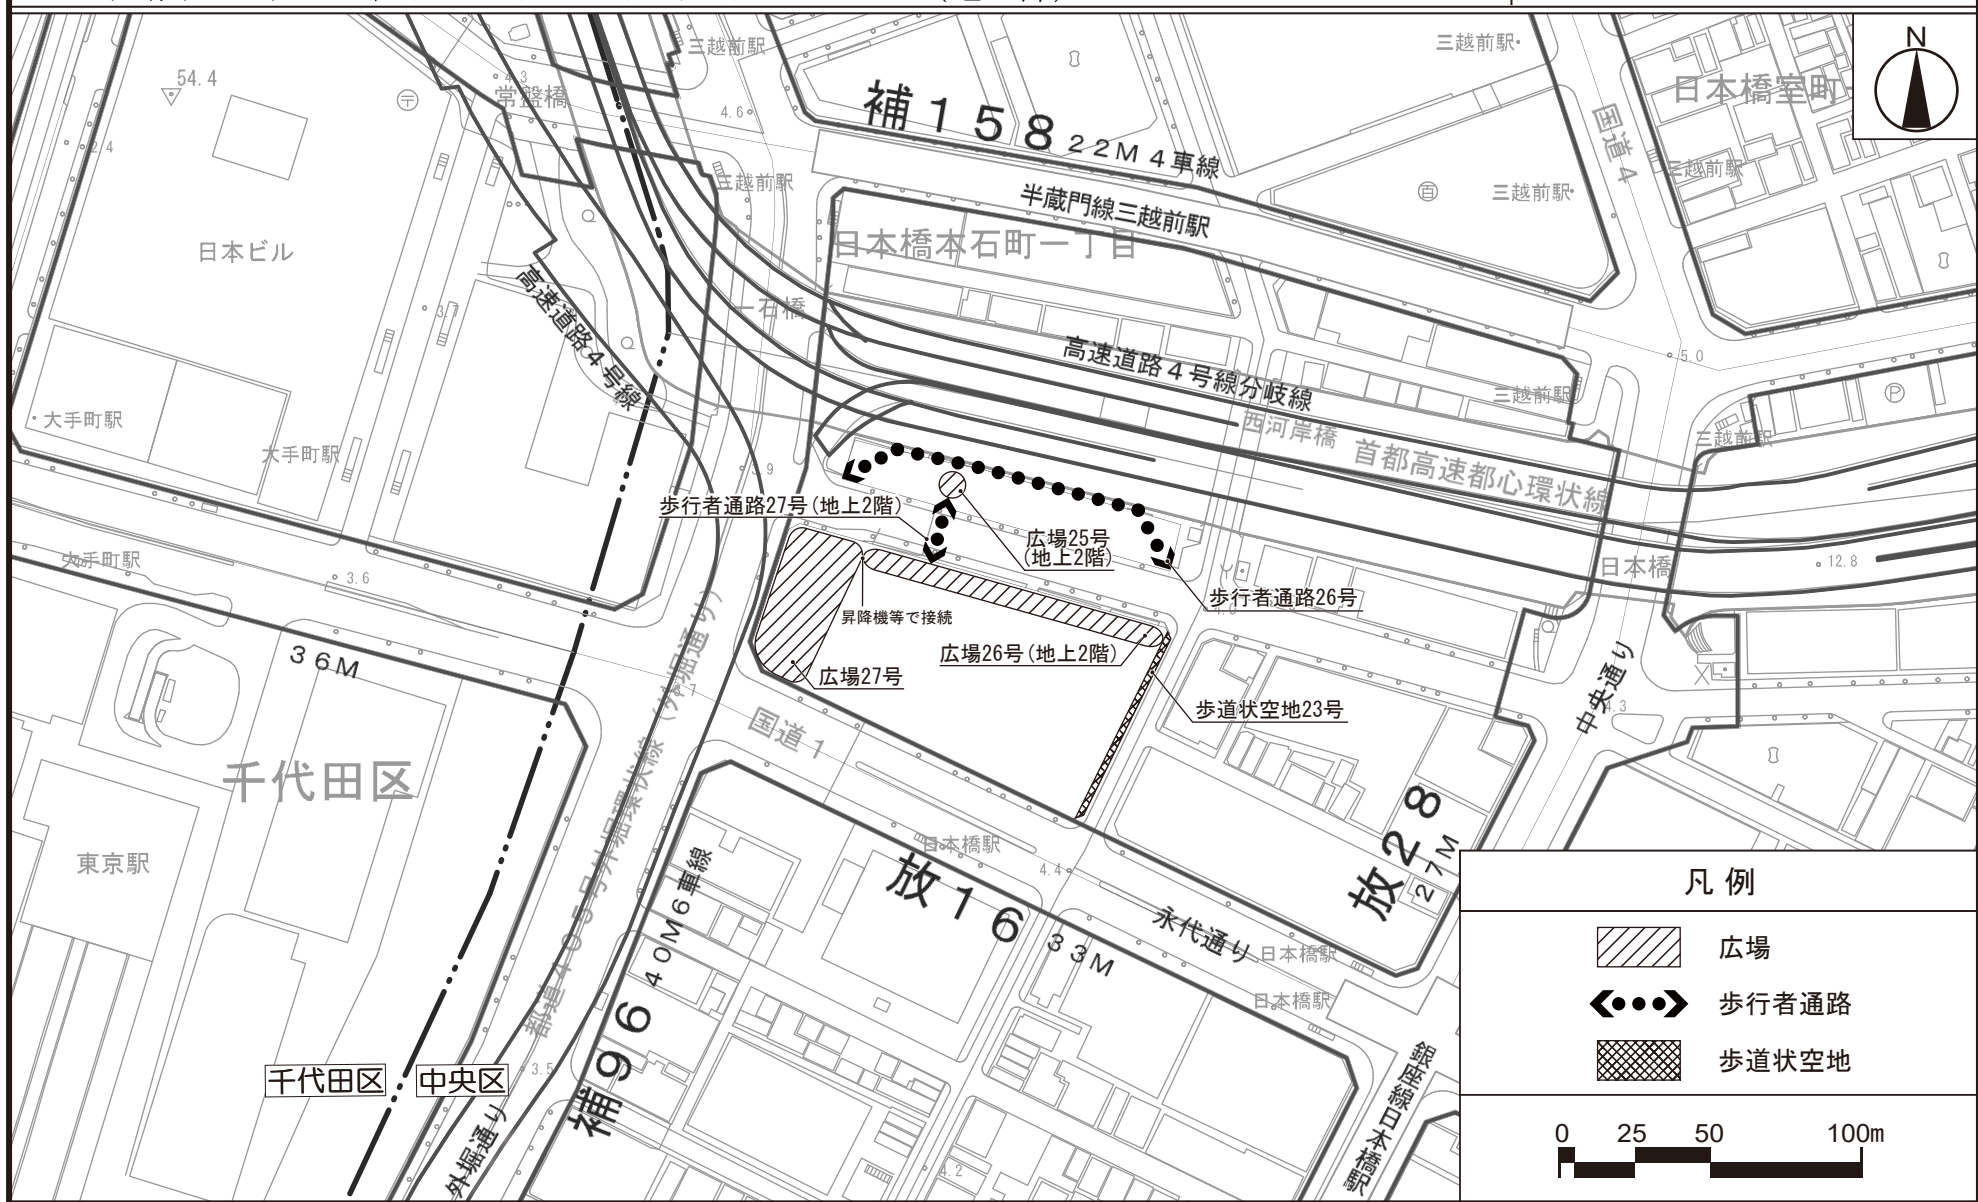 N
三越前駅
三越前駅
54.4
4.3
常盤橋
4.6
補158 22M4車線
国道4
日本橋室町
三越前駅
三越前駅
三越前駅
半蔵門線三越前駅
日本橋本石町一丁目
日本ビル
高速道路4号線
3.7
一石橋
高速道路4号線分岐線
5.0
三越前駅
三越前駅
西河岸橋
首都高速都心環状線
大手町駅
大手町駅
3.9
歩行者通路27号(地上2階)
広場25号
(地上2階)
大手町駅
3.6
日本橋
12.8
歩行者通路26号
昇降機等で接続
広場26号(地上2階)
広場27号
歩道状空地23号
36M
中央通り
4.3
国道1
千代田区
都道405号外堀環状線(外堀通り)
東京駅
日本橋駅
4.4
放16 33M
永代通り
放28 27M
日本橋駅
日本橋駅
補96 40M6車線
千代田区
中央区
3.5
外堀通り
4.2
銀座線日本橋駅
凡例
広場
歩行者通路
歩道状空地
0 25 50 100m